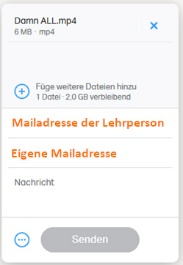 Damn ALL.mp4
6 MB · mp4
Füge weitere Dateien hinzu
1 Datei · 2,0 GB verbleibend
Mailadresse der Lehrperson
Eigene Mailadresse
Nachricht
Senden